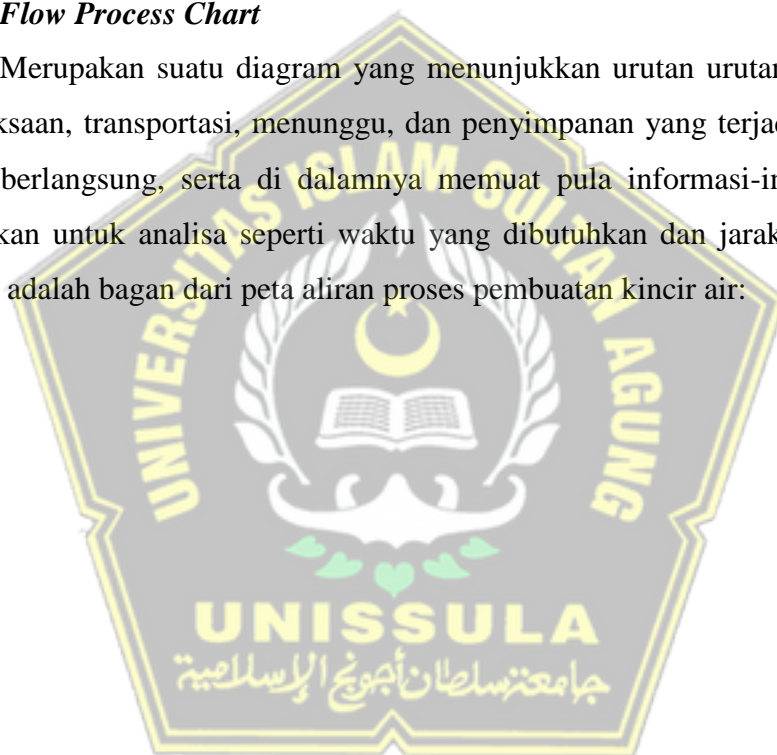 Flow Process Chart
Merupakan suatu diagram yang menunjukkan urutan urutan
ksaan, transportasi, menunggu, dan penyimpanan yang terjad
berlangsung, serta di dalamnya memuat pula informasi-in
kan untuk analisa seperti waktu yang dibutuhkan dan jarak
adalah bagan dari peta aliran proses pembuatan kincir air:
UNIVERSITAS ISLAM SULTAN AGUNG
UNISSULA
جامعتنسلطان أجونج الإسلامية